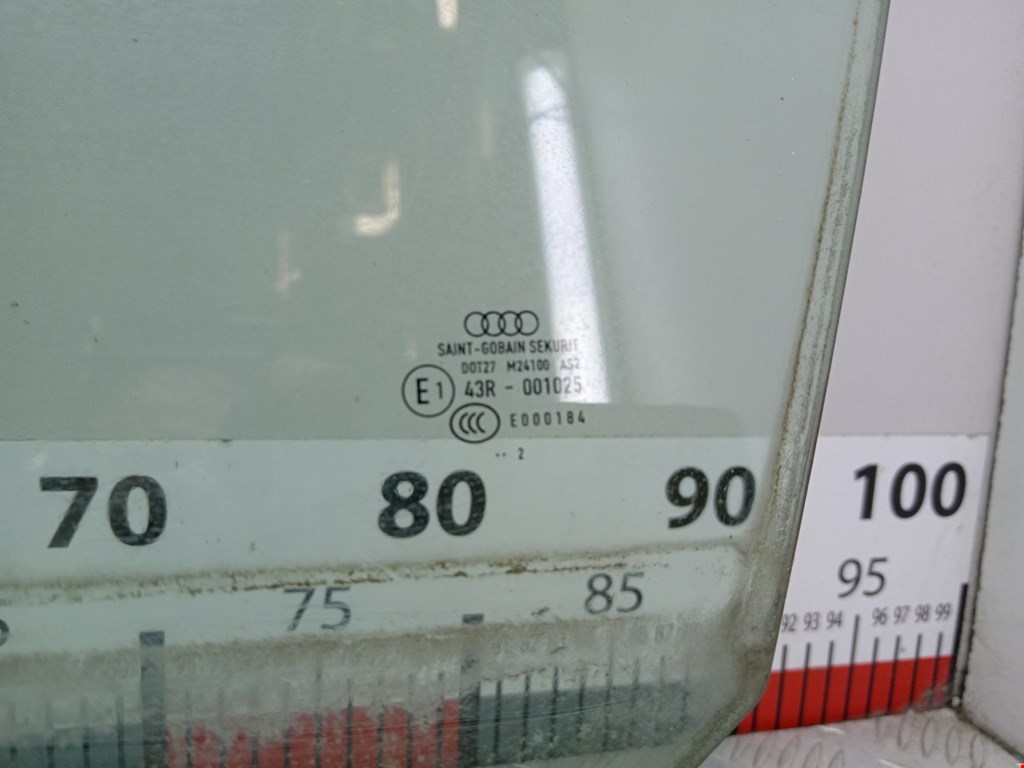 SAINT-GOBAIN SEKURIT
DOT27 M24100 AS2
E1 43R - 001025
CCC E000184
.. 2
70 80 90 100
75 85 95
92 93 94 96 97 98 99